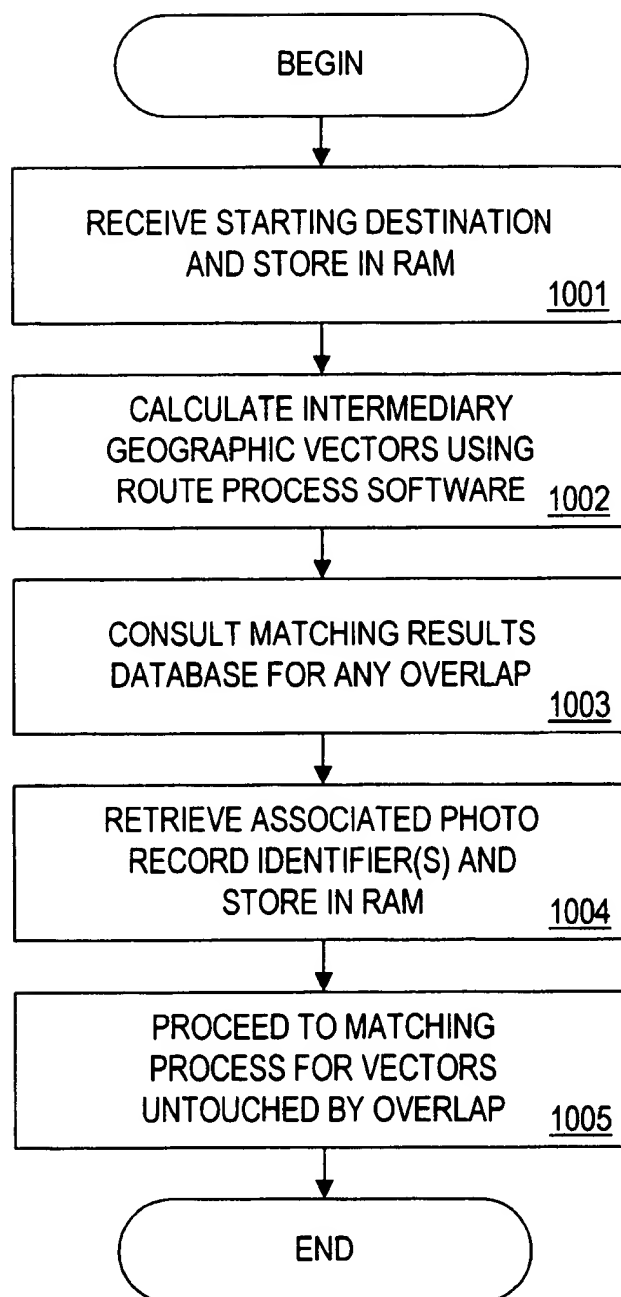 BEGIN
RECEIVE STARTING DESTINATION
AND STORE IN RAM
1001
CALCULATE INTERMEDIARY
GEOGRAPHIC VECTORS USING
ROUTE PROCESS SOFTWARE
1002
CONSULT MATCHING RESULTS
DATABASE FOR ANY OVERLAP
1003
RETRIEVE ASSOCIATED PHOTO
RECORD IDENTIFIER(S) AND
STORE IN RAM
1004
PROCEED TO MATCHING
PROCESS FOR VECTORS
UNTOUCHED BY OVERLAP
1005
END